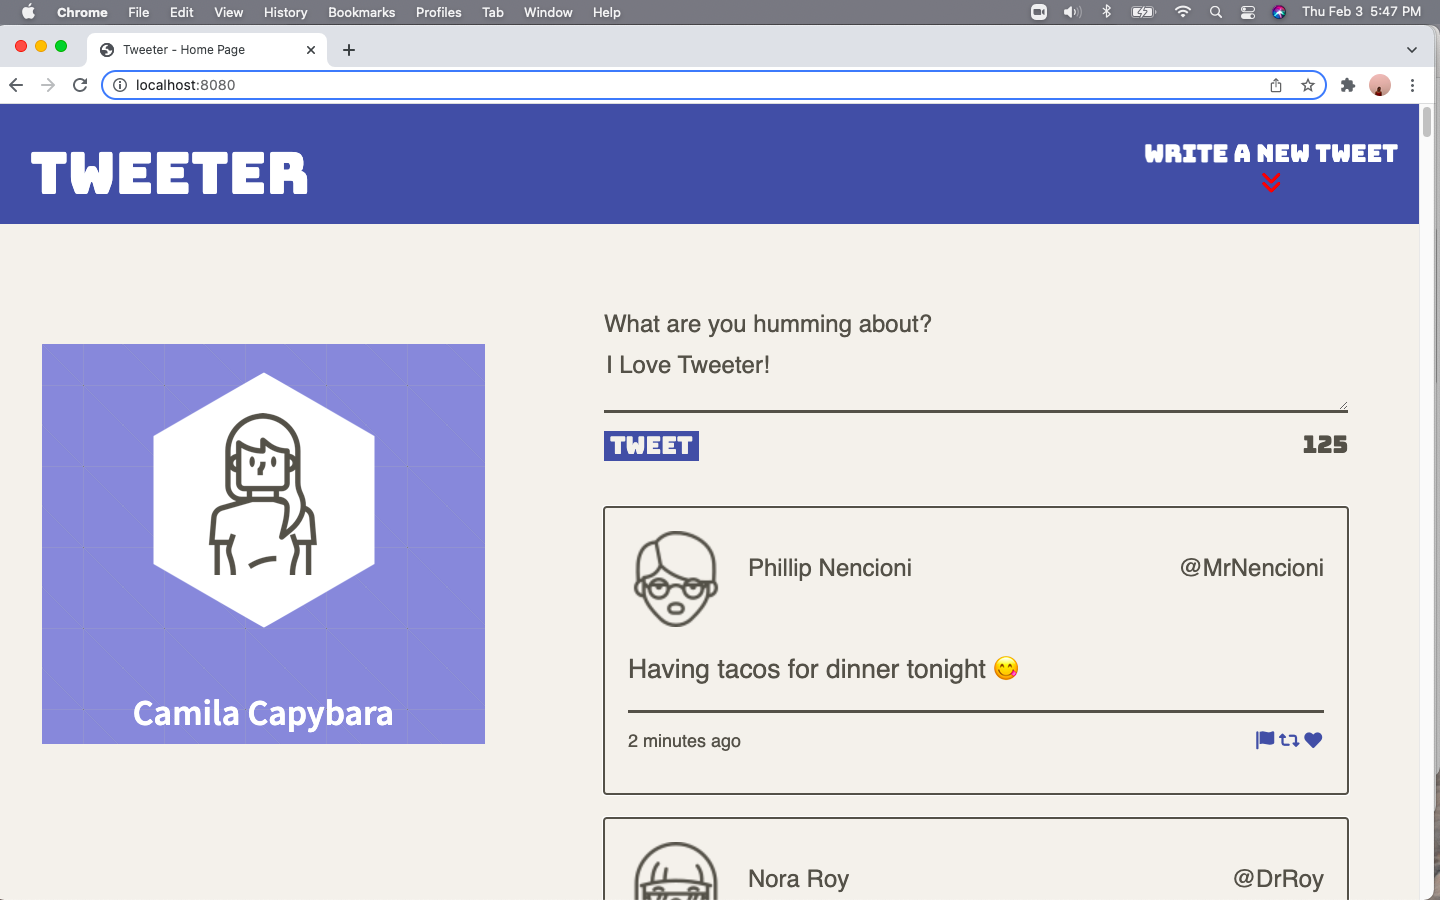 Chrome File Edit View History Bookmarks Profiles Tab Window Help Thu Feb 3 5:47 PM
Tweeter - Home Page
localhost:8080
TWEETER
WRITE A NEW TWEET
What are you humming about?
I Love Tweeter!
TWEET 125
Phillip Nencioni @MrNencioni
Having tacos for dinner tonight 😋
Camila Capybara
2 minutes ago
Nora Roy @DrRoy